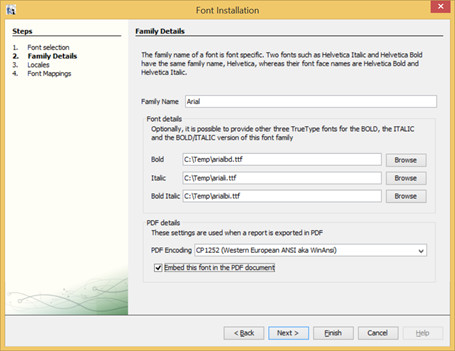 Font Installation
Steps
1. Font selection
2. Family Details
3. Locales
4. Font Mappings
Family Details
The family name of a font is font specific. Two fonts such as Helvetica Italic and Helvetica Bold
have the same family name, Helvetica, whereas their font face names are Helvetica Bold and
Helvetica Italic.
Family Name Arial
Font details
Optionally, it is possible to provide other three TrueType fonts for the BOLD, the ITALIC
and the BOLD/ITALIC version of this font family
Bold C:\Temp\arialbd.ttf Browse
Italic C:\Temp\ariali.ttf Browse
Bold Italic C:\Temp\arialbi.ttf Browse
PDF details
These settings are used when a report is exported in PDF
PDF Encoding CP1252 (Western European ANSI aka WinAnsi)
Embed this font in the PDF document
< Back Next > Finish Cancel Help